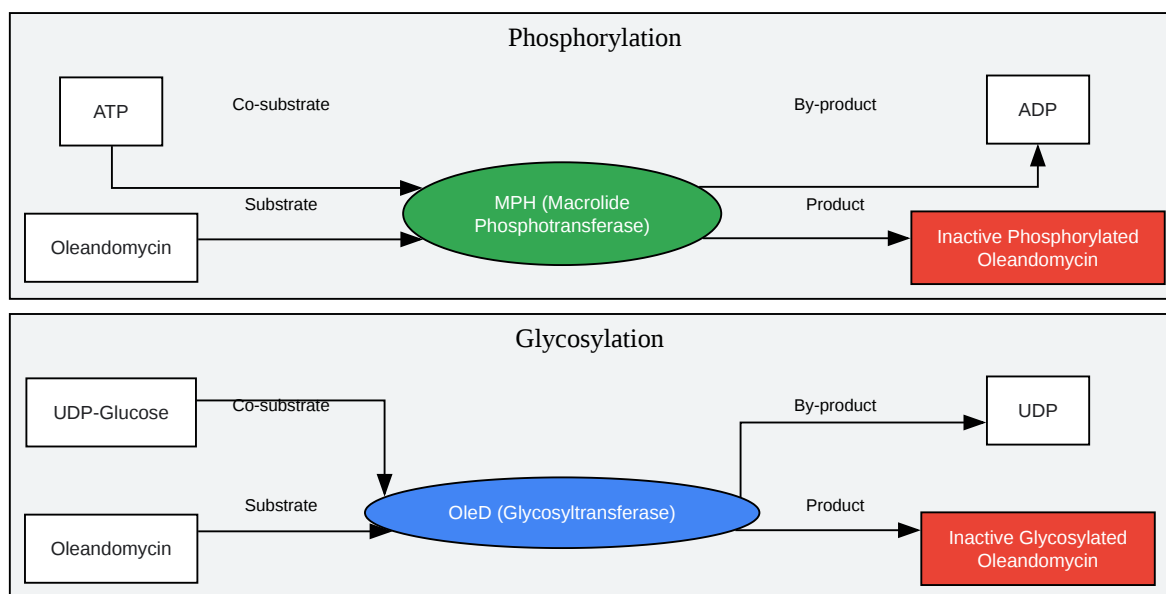 Phosphorylation
ATP
Co-substrate
By-product
ADP
Substrate
MPH (Macrolide
Phosphotransferase)
Product
Oleandomycin
Inactive Phosphorylated
Oleandomycin
Glycosylation
UDP-Glucose
Co-substrate
By-product
UDP
Substrate
OleD (Glycosyltransferase)
Product
Oleandomycin
Inactive Glycosylated
Oleandomycin